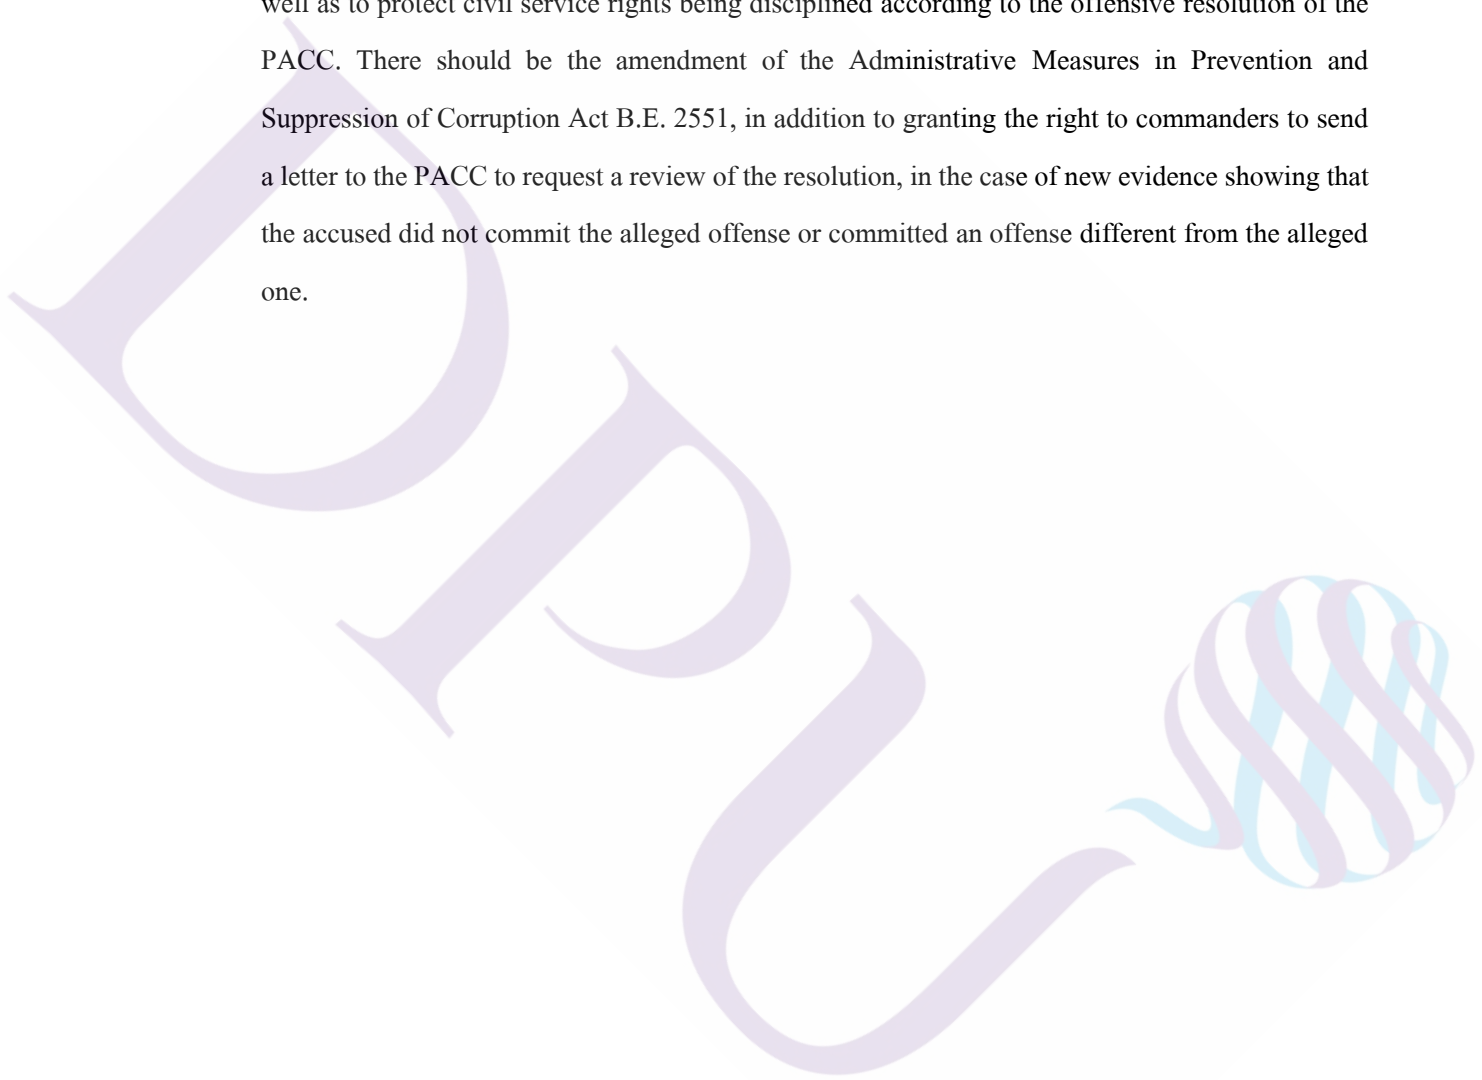 well as to protect civil service rights being disciplined according to the offensive resolution of the
PACC. There should be the amendment of the Administrative Measures in Prevention and
Suppression of Corruption Act B.E. 2551, in addition to granting the right to commanders to send
a letter to the PACC to request a review of the resolution, in the case of new evidence showing that
the accused did not commit the alleged offense or committed an offense different from the alleged
one.
DPU